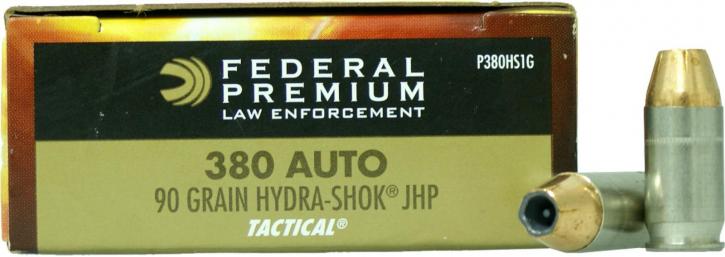 P380HS1G
FEDERAL
PREMIUM
LAW ENFORCEMENT
380 AUTO
90 GRAIN HYDRA-SHOK® JHP
TACTICAL®